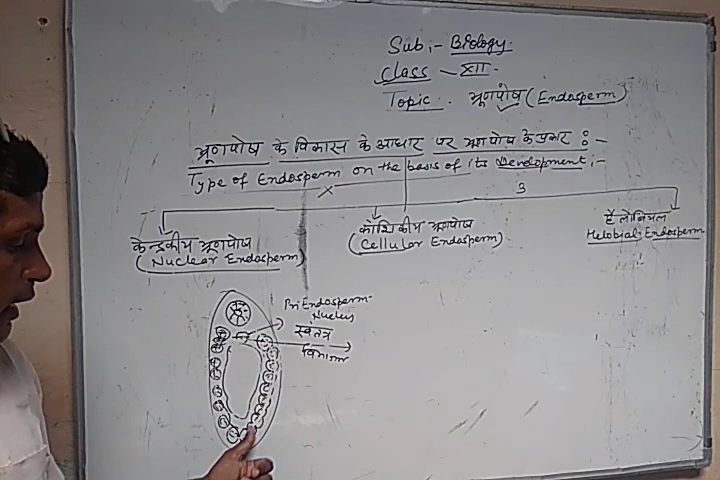 Sub:- Biology.
Class - XII.
Topic. भ्रूणपोष (Endosperm)
भ्रूणपोष के विकास के आधार पर भ्रूणपोष के प्रकार :-
Type of Endosperm on the basis of its Development:-
3
केन्द्रकीय भ्रूणपोष
(Nuclear Endosperm)
कोशिकीय भ्रूणपोष
(Cellular Endosperm)
हैलोबियल
Helobial Endosperm
Pri Endosperm
Nucleus
स्वतंत्र
विभाजन